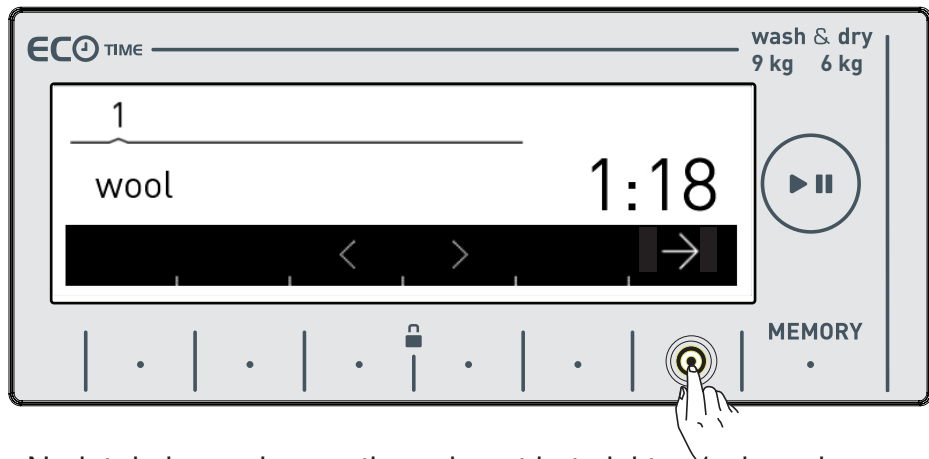 ECO TIME
wash & dry
9 kg 6 kg
1
wool
1:18
MEMORY